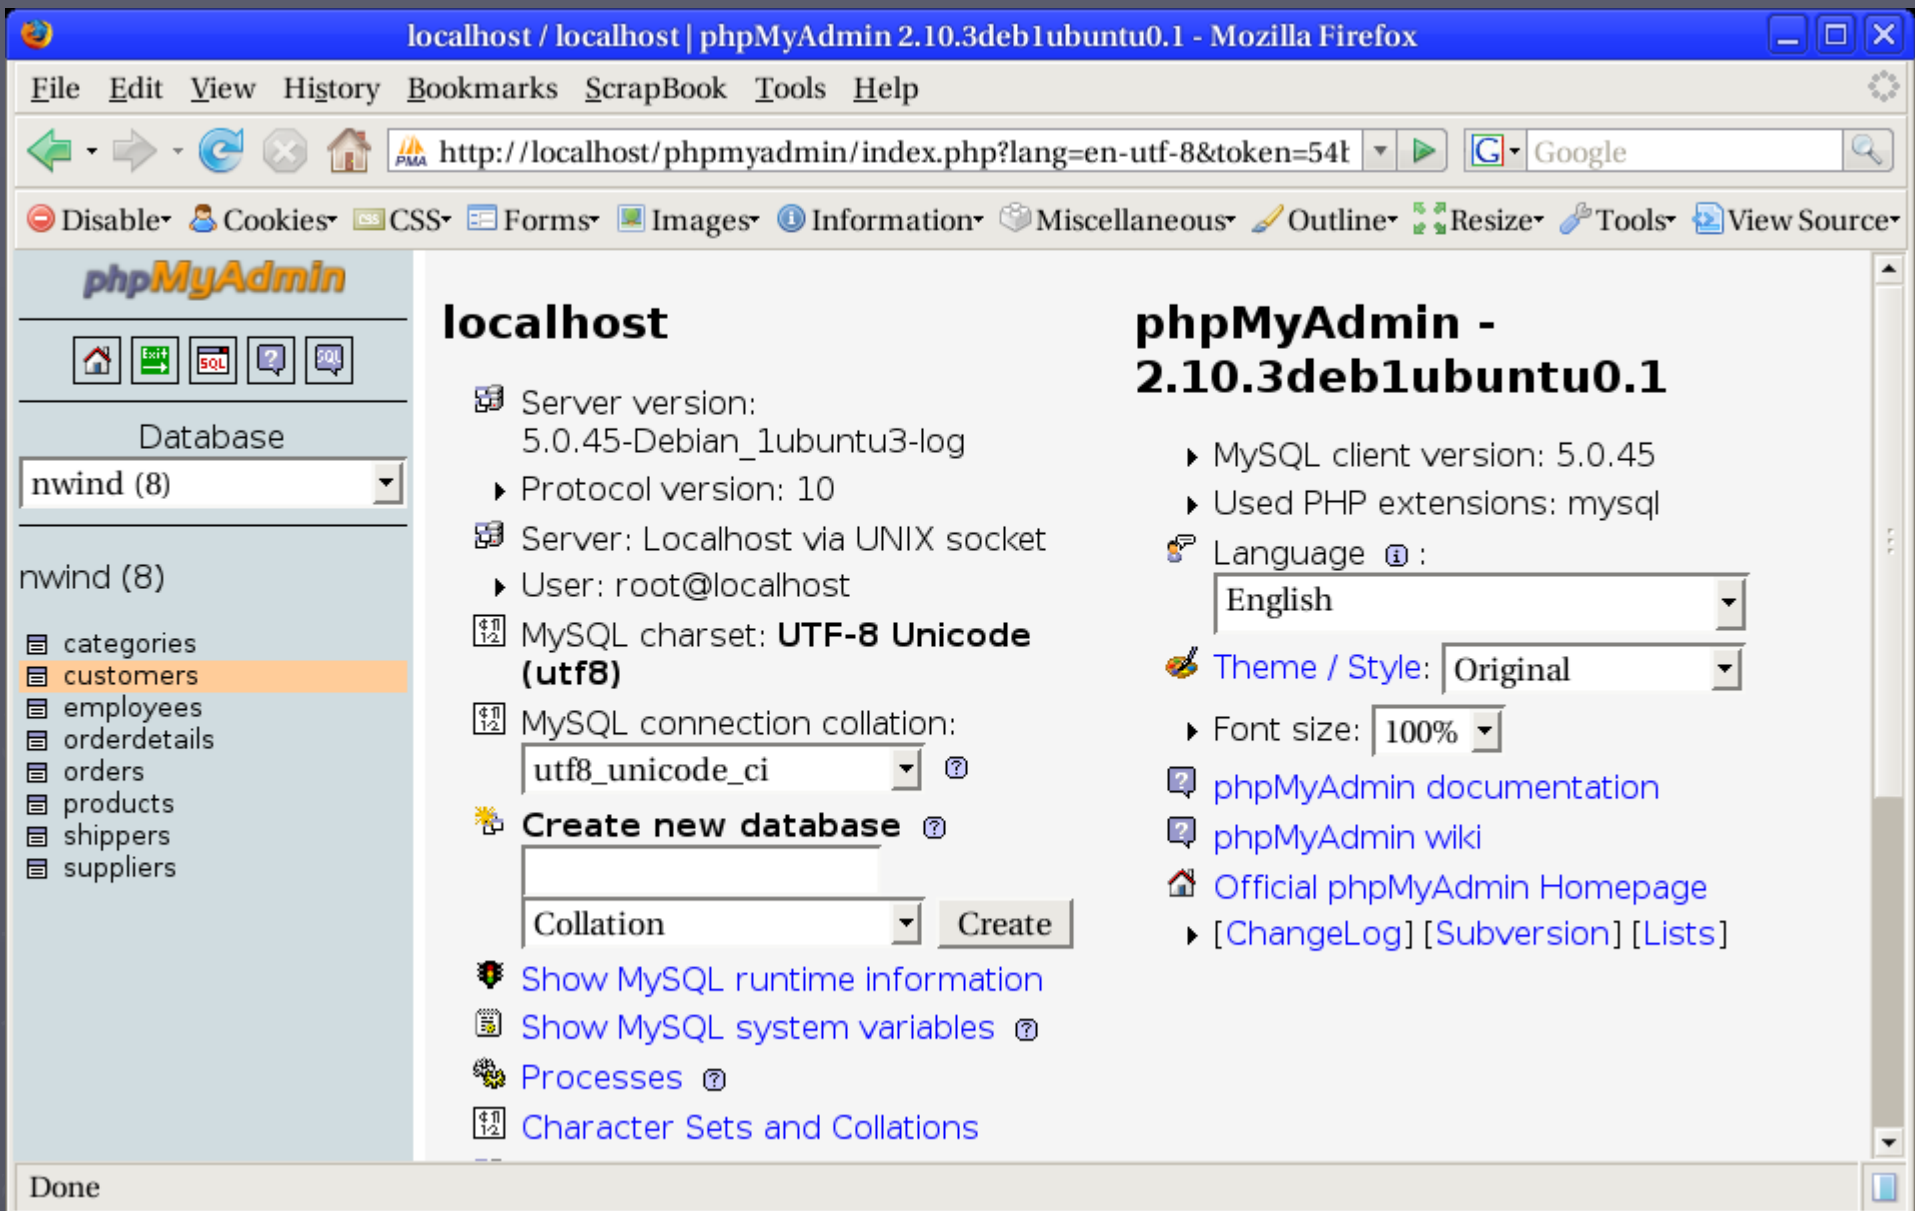 localhost / localhost | phpMyAdmin 2.10.3deb1ubuntu0.1 - Mozilla Firefox
File Edit View History Bookmarks ScrapBook Tools Help
PMA http://localhost/phpmyadmin/index.php?lang=en-utf-8&token=54 G Google
Disable Cookies CSS CSS Forms Images Information Miscellaneous Outline Resize Tools View Source
phpMyAdmin
Exit SQL ? SQL
Database
nwind (8)
nwind (8)
categories
customers
employees
orderdetails
orders
products
shippers
suppliers
localhost
Server version:
5.0.45-Debian_1ubuntu3-log
Protocol version: 10
Server: Localhost via UNIX socket
User: root@localhost
MySQL charset: UTF-8 Unicode
(utf8)
MySQL connection collation:
utf8_unicode_ci ?
Create new database ?
Collation Create
Show MySQL runtime information
Show MySQL system variables ?
Processes ?
Character Sets and Collations
phpMyAdmin -
2.10.3deb1ubuntu0.1
MySQL client version: 5.0.45
Used PHP extensions: mysql
Language i :
English
Theme / Style: Original
Font size: 100%
? phpMyAdmin documentation
? phpMyAdmin wiki
Official phpMyAdmin Homepage
[ChangeLog] [Subversion] [Lists]
Done